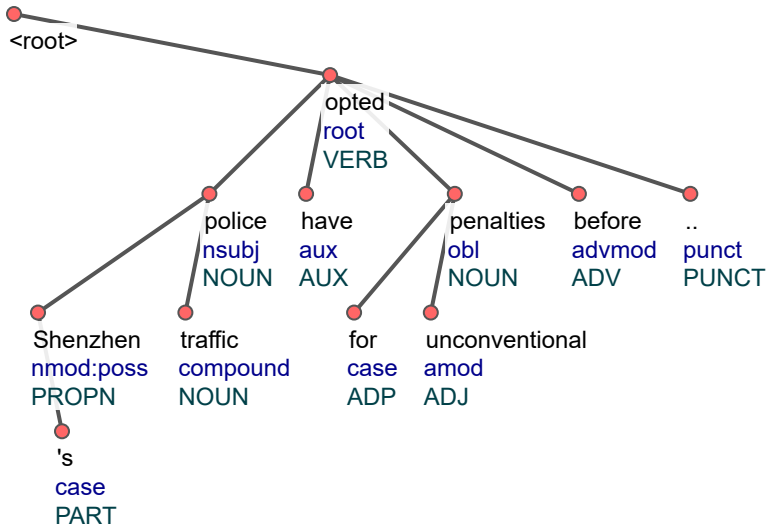 <root>
opted
root
VERB
police have penalties before ..
nsubj aux obl advmod punct
NOUN AUX NOUN ADV PUNCT
Shenzhen traffic for unconventional
nmod:poss compound case amod
PROPN NOUN ADP ADJ
's
case
PART